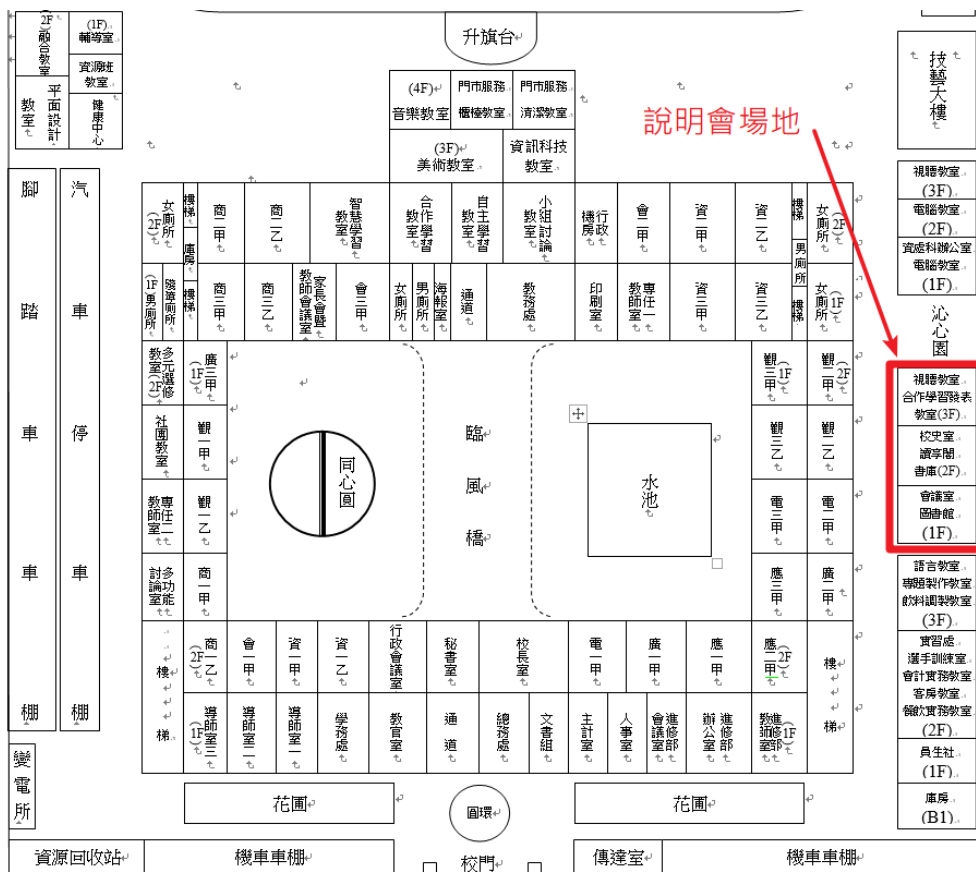 升旗台
(2F)
融合教室
(1F)
輔導室
資源班
教室
平面設計
教室
健康中心
(4F)
音樂教室
門市服務
櫃檯教室
門市服務
清潔教室
(3F)
美術教室
資訊科技
教室
說明會場地
技藝大樓
腳踏車車棚
汽車停車棚
女廁所
(2F)
樓梯
庫房
樓梯
商二甲
商二乙
智慧學習
教室
合作學習
教室
自主學習
教室
小組討論
教室
行政
機房
會二甲
資二甲
資二乙
樓梯
男廁所
樓梯
女廁所
(2F)
(1F)
男廁所
殘障廁所
商三甲
商三乙
家長會暨
教師會議室
會三甲
女廁所
男廁所
海報室
通道
教務處
印刷室
專任一
教師室
資三甲
資三乙
女廁所
(1F)
多元選修
教室(2F)
廣三甲
(1F)
社團教室
觀一甲
專任二
教師室
觀一乙
多功能
討論室
商一甲
同心圓
臨風橋
水池
觀三甲
(1F)
觀二甲
(2F)
觀三乙
觀二乙
電三甲
電二甲
應三甲
廣二甲
樓梯
商一乙
(2F)
會一甲
資一甲
資一乙
行政會議室
秘書室
校長室
電一甲
廣一甲
應一甲
應二甲
(2F)
樓梯
導師室三
(1F)
導師室二
導師室一
學務處
教官室
通道
總務處
文書組
主計室
人事室
進修部
會議室
進修部
辦公室
進修部
教師室
(1F)
視聽教室
(3F)
電腦教室
(2F)
資處科辦公室
電腦教室
(1F)
沁心園
視聽教室
合作學習發表
教室(3F)
校史室
讀享閣
書庫(2F)
會議室
圖書館
(1F)
語言教室
專題製作教室
飲料調製教室
(3F)
實習處
選手訓練室
會計實務教室
客房教室
餐飲實務教室
(2F)
員生社
(1F)
庫房
(B1)
變電所
花圃
圓環
花圃
資源回收站
機車車棚
校門
傳達室
機車車棚